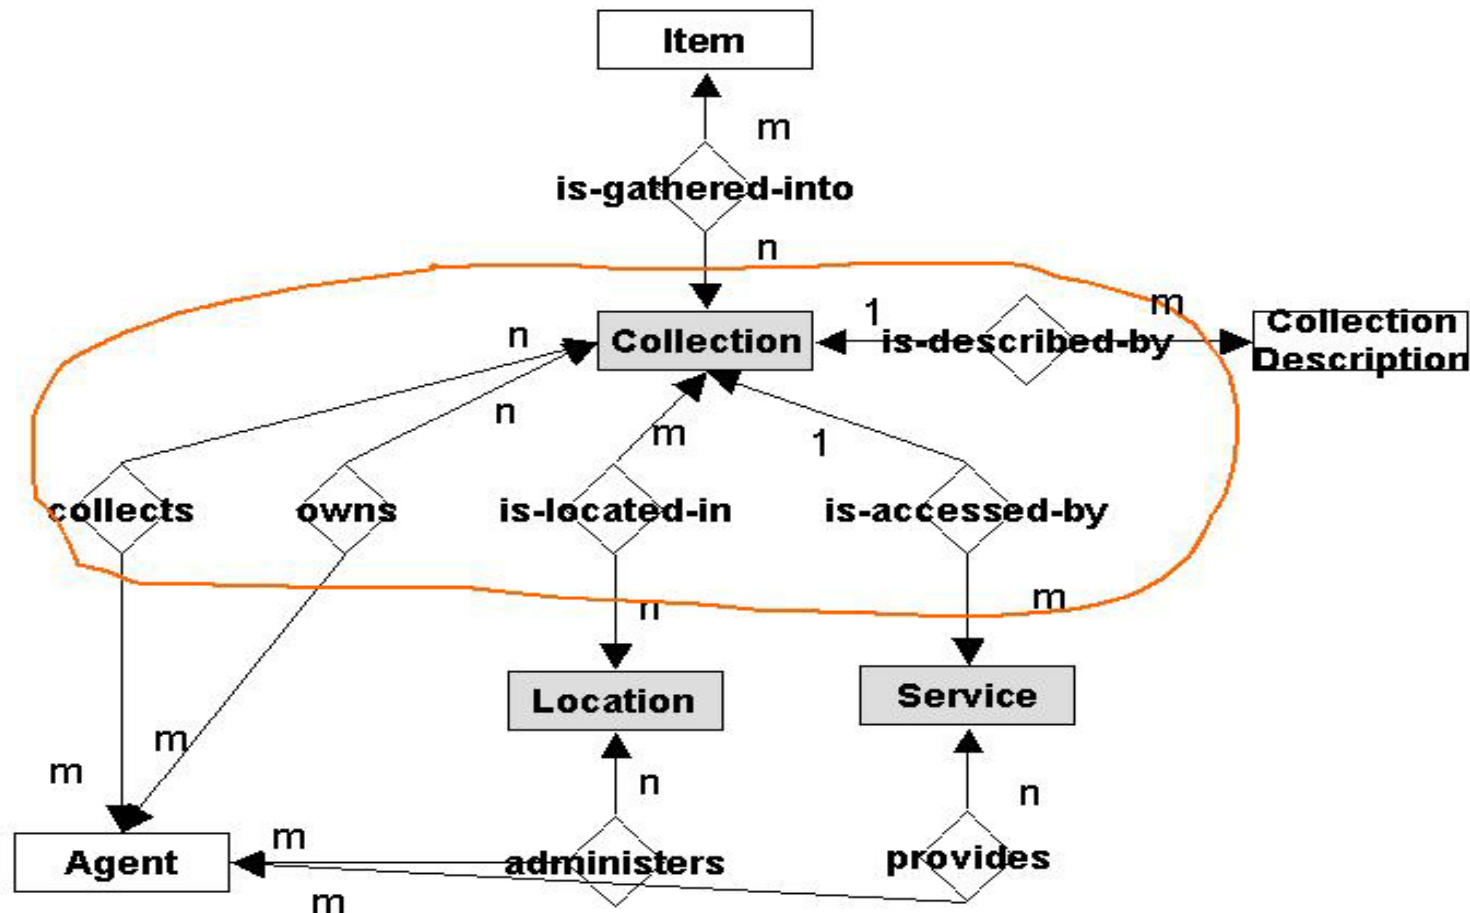 Item
m
is-gathered-into
n
n
Collection
1
is-described-by
m
Collection
Description
n
m
1
collects
owns
is-located-in
is-accessed-by
n
m
Location
Service
m
m
n
n
Agent
m
administers
provides
m